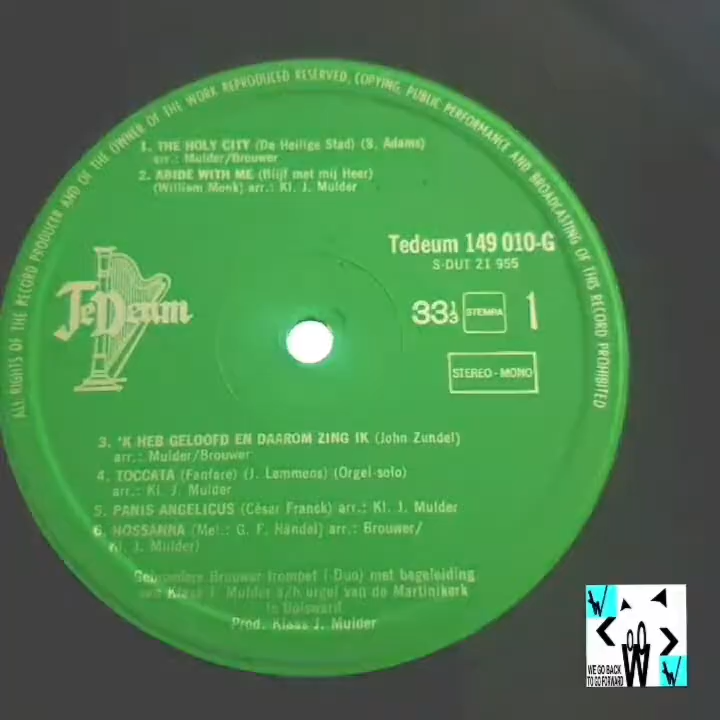 ALL RIGHTS OF THE RECORD PRODUCER AND OF THE OWNER OF THE WORK REPRODUCED RESERVED, COPYING, PUBLIC PERFORMANCE AND BROADCASTING OF THIS RECORD PROHIBITED
1. THE HOLY CITY (De Heilige Stad) (S. Adams)
arr.: Mulder/Brouwer
2. ABIDE WITH ME (Blijf met mij Heer)
(William Monk) arr.: Kl. J. Mulder
Tedeum 149 010-G
S-DUT 21 955
TeDeum
33⅓ STEMRA 1
STEREO-MONO
3. 'K HEB GELOOFD EN DAAROM ZING IK (John Zundel)
arr.: Mulder/Brouwer
4. TOCCATA (Fanfare) (J. Lemmens) (Orgel-solo)
arr.: Kl. J. Mulder
5. PANIS ANGELICUS (César Franck) arr.: Kl. J. Mulder
6. HOSSANNA (Mel.: G. F. Händel) arr.: Brouwer/
Kl. J. Mulder)
Gebroeders Brouwer trompet (-Duo) met begeleiding
van Klaas J. Mulder a/h orgel van de Martinikerk
te Bolsward
Prod. Klaas J. Mulder
WE GO BACK
TO GO FORWARD